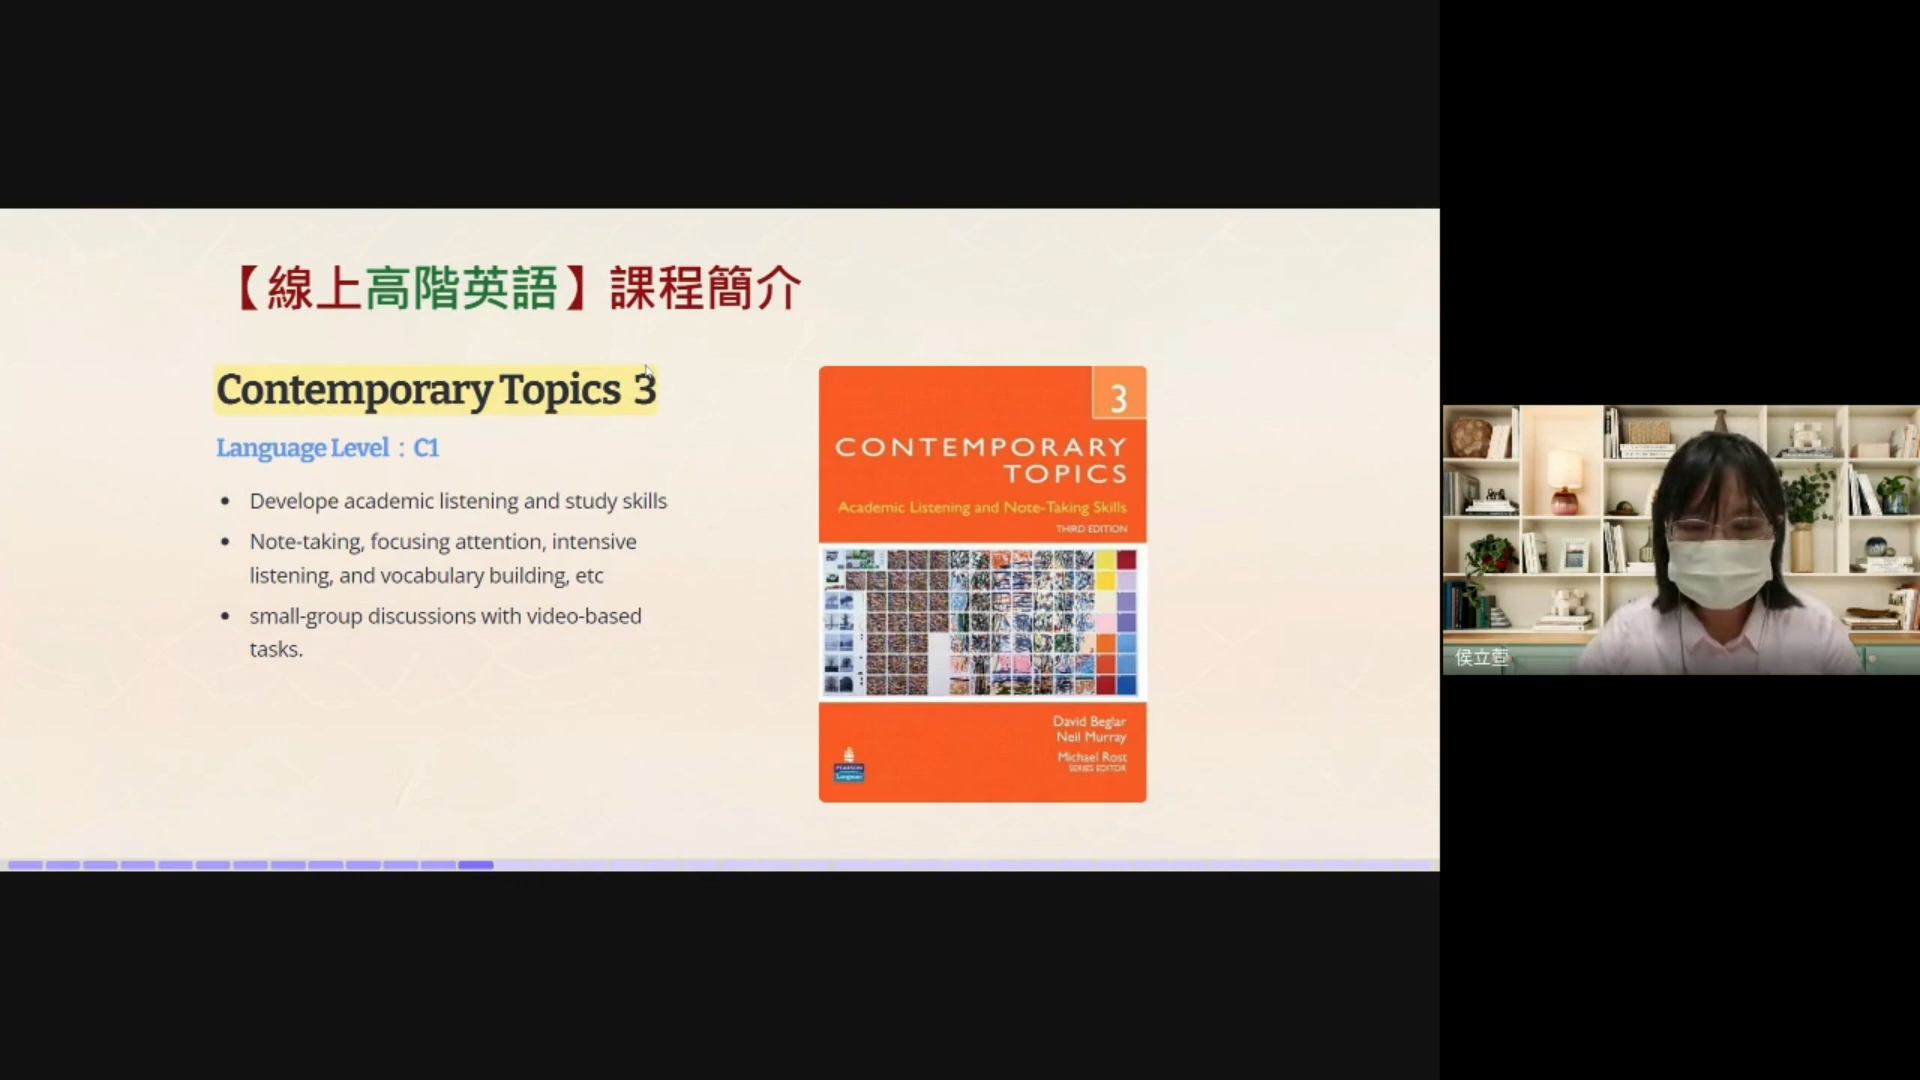 【線上高階英語】課程簡介
Contemporary Topics 3
Language Level：C1
• Develope academic listening and study skills
• Note-taking, focusing attention, intensive
listening, and vocabulary building, etc
• small-group discussions with video-based
tasks.
3
CONTEMPORARY
TOPICS
Academic Listening and Note-Taking Skills
THIRD EDITION
David Beglar
Neil Murray
Michael Rost
SERIES EDITOR
PEARSON
Longman
侯立萱